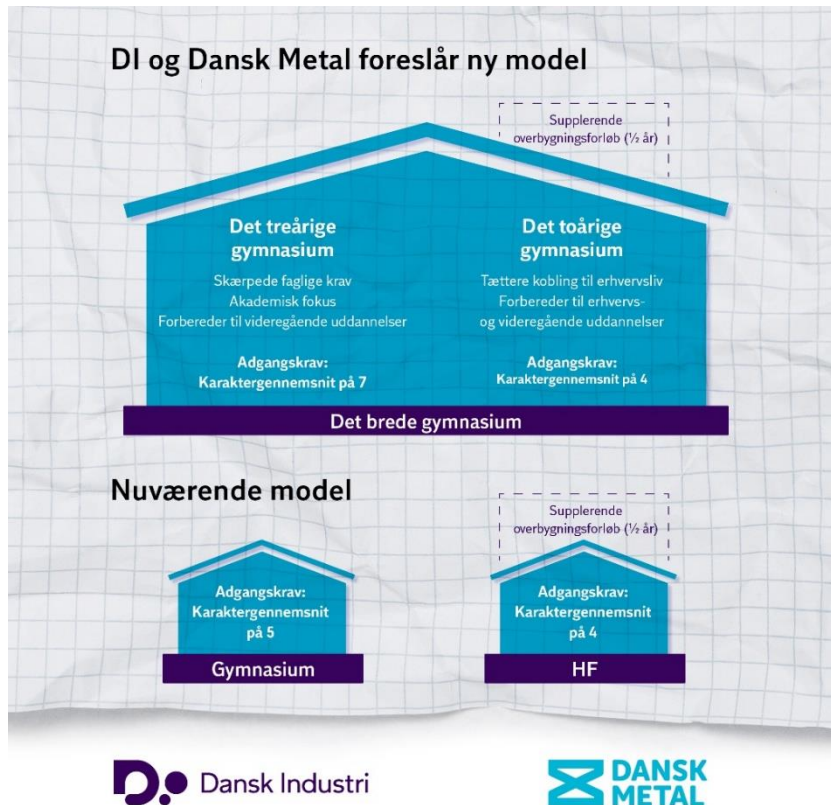 DI og Dansk Metal foreslår ny model
Supplerende
overbygningsforløb (½ år)
Det treårige
gymnasium
Skærpede faglige krav
Akademisk fokus
Forbereder til videregående uddannelser
Adgangskrav:
Karaktergennemsnit på 7
Det toårige
gymnasium
Tættere kobling til erhvervsliv
Forbereder til erhvervs-
og videregående uddannelser
Adgangskrav:
Karaktergennemsnit på 4
Det brede gymnasium
Nuværende model
Adgangskrav:
Karaktergennemsnit
på 5
Gymnasium
Supplerende
overbygningsforløb (½ år)
Adgangskrav:
Karaktergennemsnit
på 4
HF
Dansk Industri
DANSK
METAL